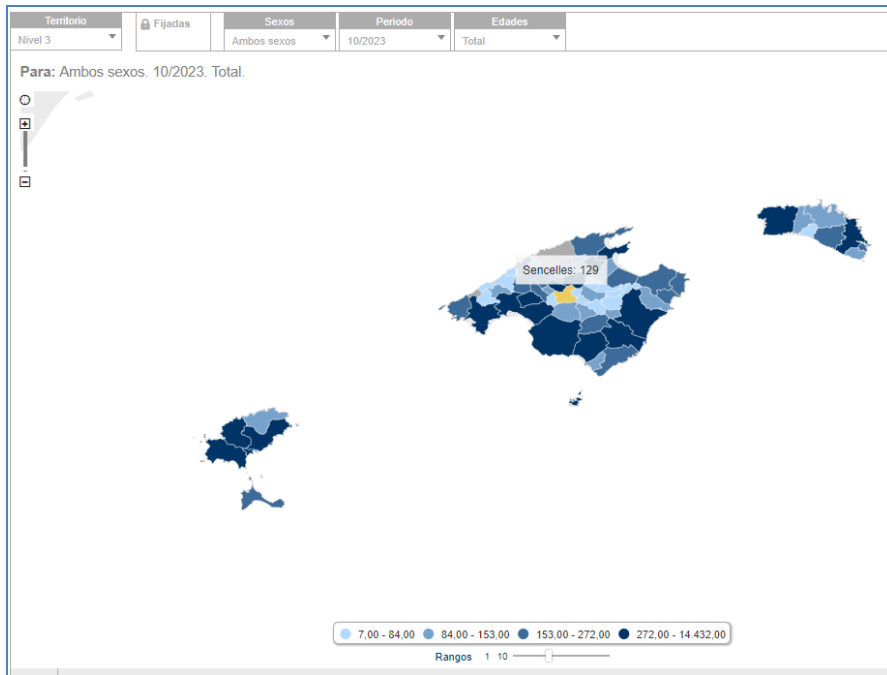 Territorio
Nivel 3
Fijadas
Sexos
Ambos sexos
Periodo
10/2023
Edades
Total
Para: Ambos sexos. 10/2023. Total.
Sencelles: 129
7,00 - 84,00 84,00 - 153,00 153,00 - 272,00 272,00 - 14.432,00
Rangos 1 10